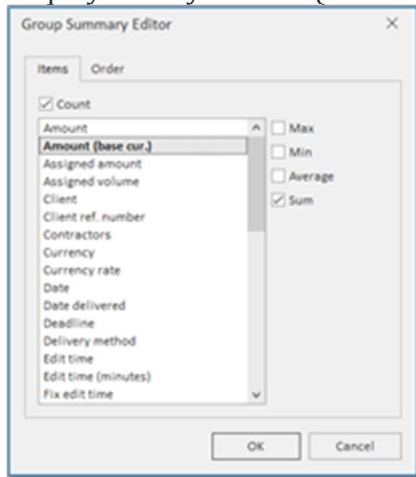 Group Summary Editor
Items Order
Count
Amount
Amount (base cur.)
Assigned amount
Assigned volume
Client
Client ref. number
Contractors
Currency
Currency rate
Date
Date delivered
Deadline
Delivery method
Edit time
Edit time (minutes)
Fix edit time
Max
Min
Average
Sum
OK Cancel